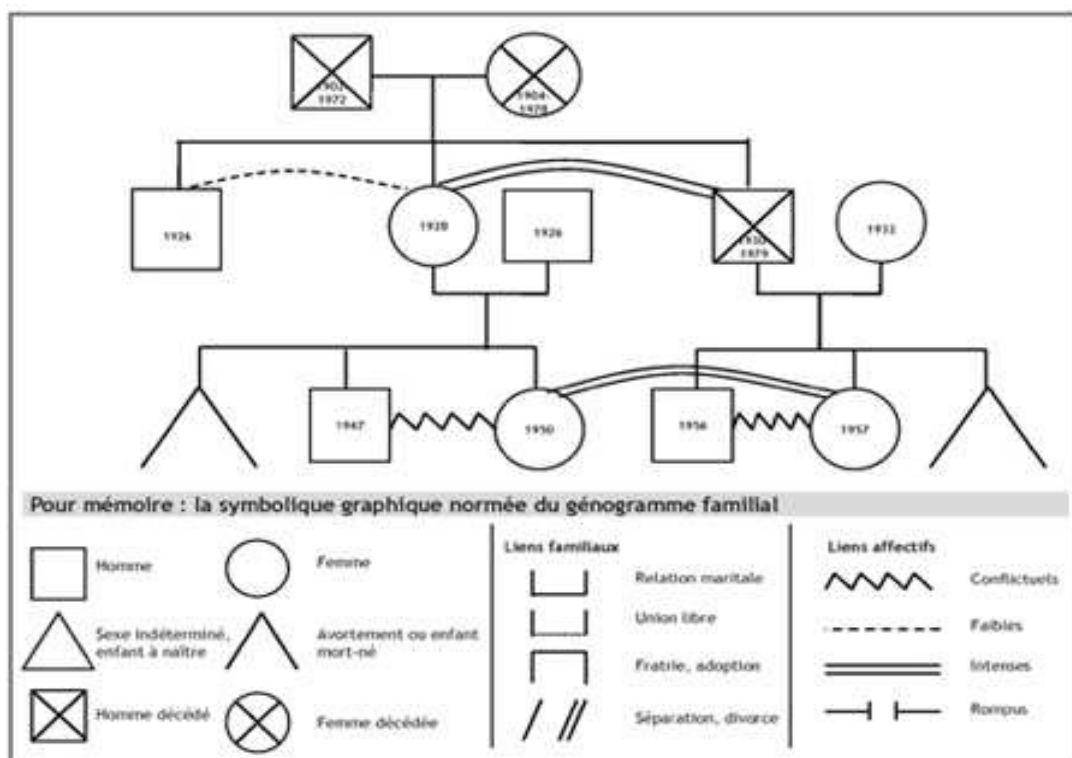 1972
1904-
1978
1926
1928
1926
1930-
1979
1932
1947
1950
1956
1957
Pour mémoire : la symbolique graphique normée du génogramme familial
Homme
Femme
Sexe indéterminé,
enfant à naître
Avortement ou enfant
mort-né
Homme décédé
Femme décédée
Liens familiaux
Relation maritale
Union libre
Fratrie, adoption
Séparation, divorce
Liens affectifs
Conflictuels
Faibles
Intenses
Rompus